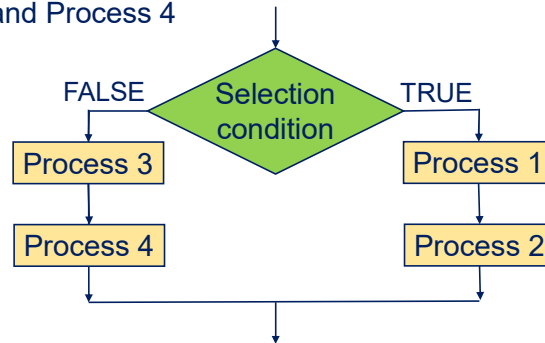 and Process 4
FALSE
Selection
condition
TRUE
Process 3
Process 1
Process 4
Process 2